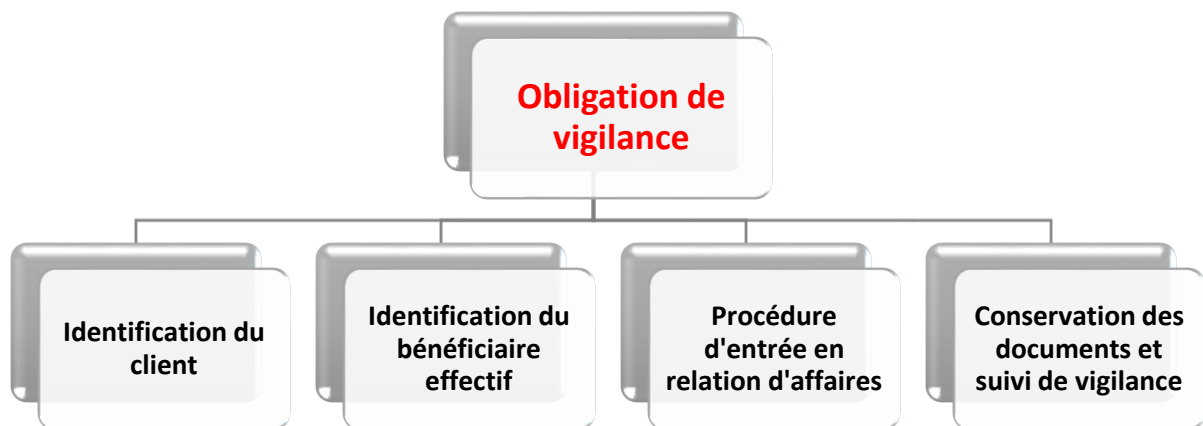 Obligation de
vigilance
Identification du
client
Identification du
bénéficiaire
effectif
Procédure
d'entrée en
relation d'affaires
Conservation des
documents et
suivi de vigilance